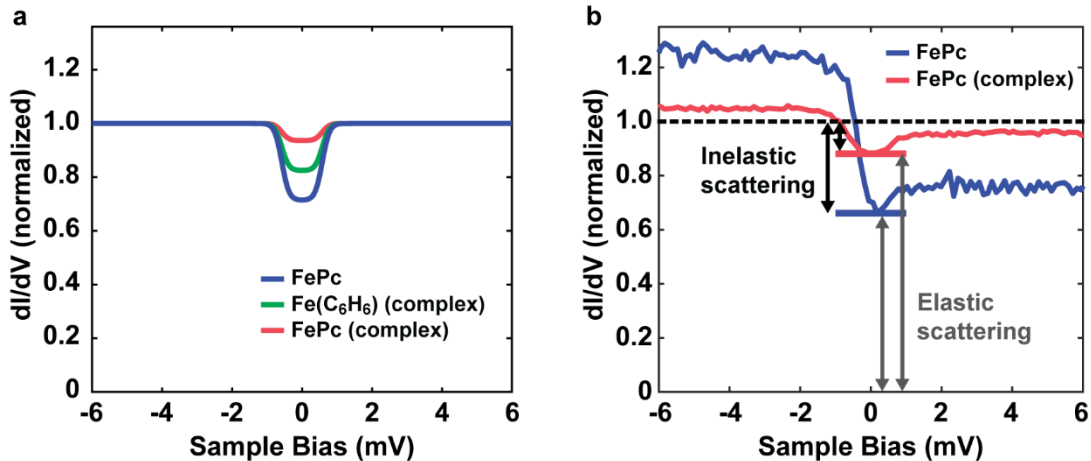 a
dI/dV (normalized)
1.2
1.0
0.8
0.6
0.4
0.2
0
FePc
Fe(C₆H₆) (complex)
FePc (complex)
-6 -4 -2 0 2 4 6
Sample Bias (mV)
b
dI/dV (normalized)
1.2
1.0
0.8
0.6
0.4
0.2
0
FePc
FePc (complex)
Inelastic
scattering
Elastic
scattering
-6 -4 -2 0 2 4 6
Sample Bias (mV)